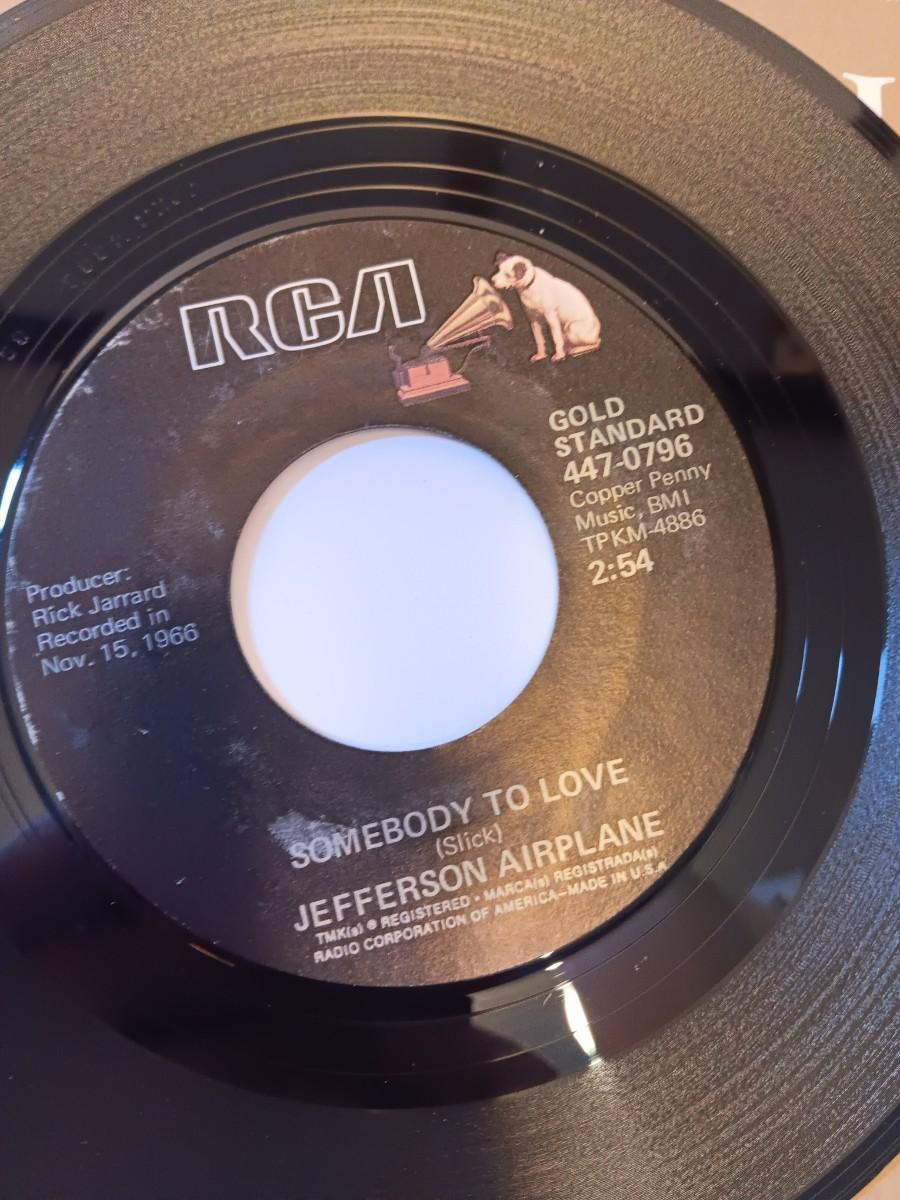 RCA
GOLD
STANDARD
447-0796
Copper Penny
Music, BMI
TPKM-4886
2:54
Producer:
Rick Jarrard
Recorded in
Nov. 15, 1966
SOMEBODY TO LOVE
(Slick)
JEFFERSON AIRPLANE
TMK(s) ® REGISTERED • MARCA(s) REGISTRADA(s)
RADIO CORPORATION OF AMERICA—MADE IN U.S.A.